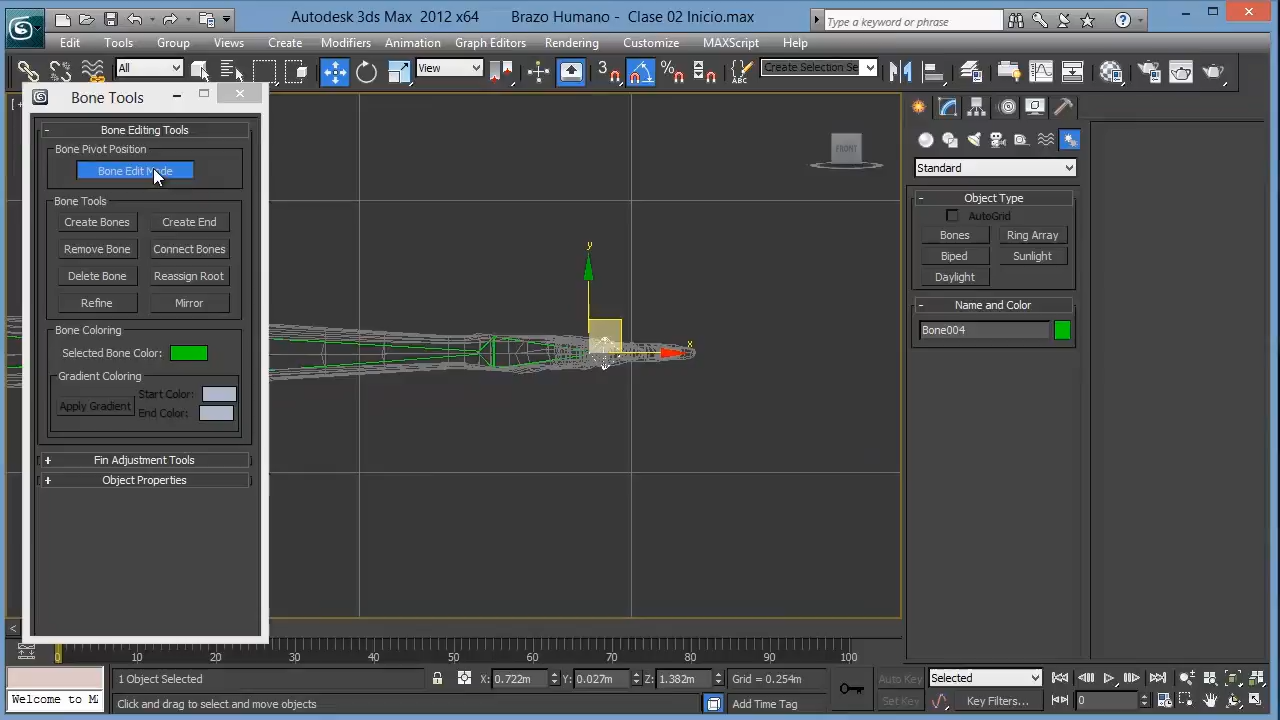 Autodesk 3ds Max 2012 x64 Brazo Humano - Clase 02 Inicio.max
Type a keyword or phrase
Edit Tools Group Views Create Modifiers Animation Graph Editors Rendering Customize MAXScript Help
All
View
3
Create Selection Se
Bone Tools
[+
Bone Editing Tools
Bone Pivot Position
FRONT
Standard
Object Type
AutoGrid
Bones Ring Array
Biped Sunlight
Daylight
Name and Color
Bone004
Bone Tools
Create Bones Create End
Remove Bone Connect Bones
Delete Bone Reassign Root
Refine Mirror
Bone Coloring
Selected Bone Color:
Gradient Coloring
Apply Gradient
Start Color:
End Color:
Fin Adjustment Tools
Object Properties
y
x
0 10 20 30 40 50 60 70 80 90 100
1 Object Selected
X: 0.722m Y: 0.027m Z: 1.382m Grid = 0.254m
Auto Key Selected
Welcome to
Click and drag to select and move objects
Add Time Tag
Set Key
Key Filters...
0